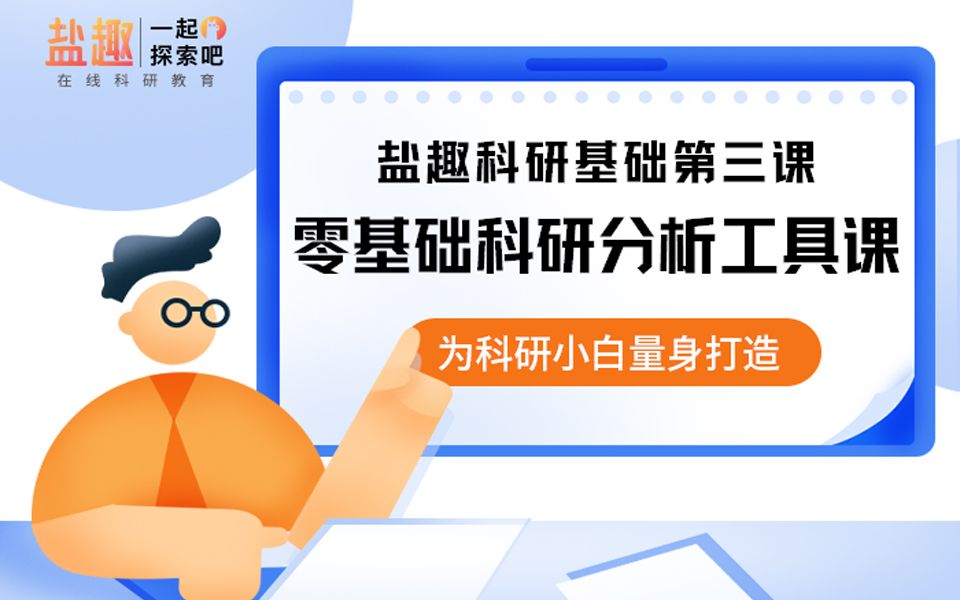 盐趣
一起
探索吧
在线科研教育
盐趣科研基础第三课
零基础科研分析工具课
为科研小白量身打造